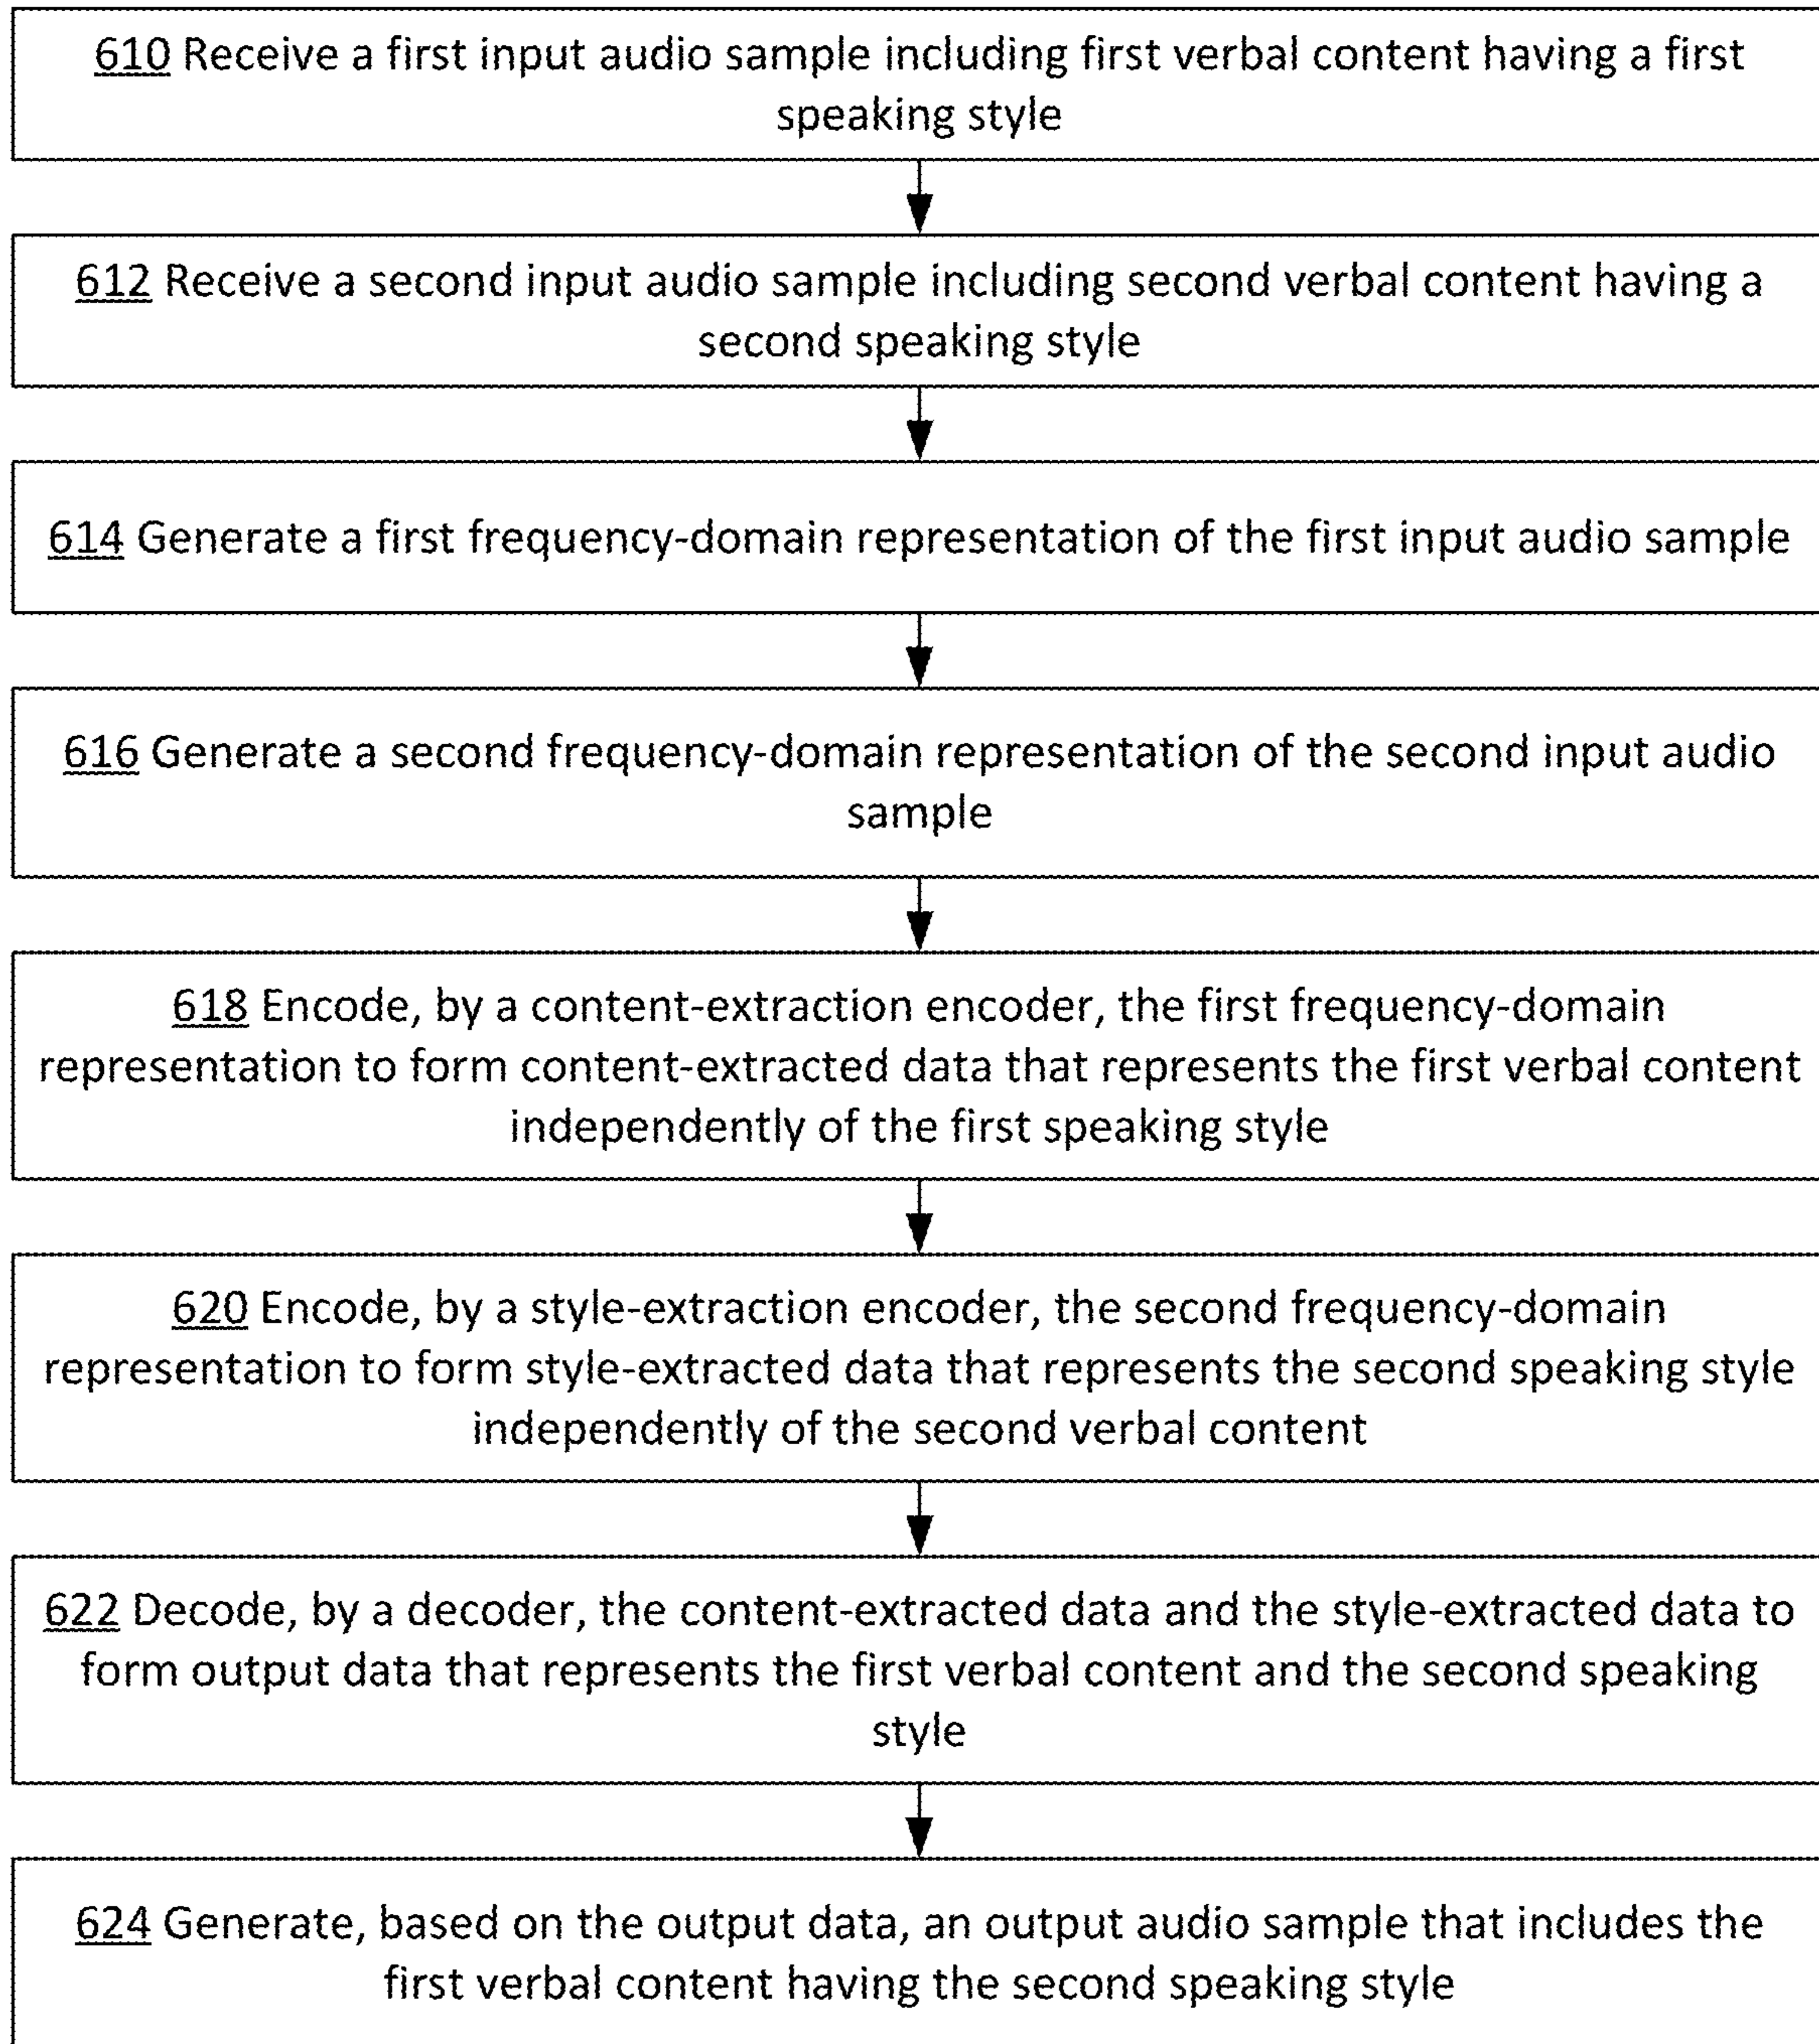 610 Receive a first input audio sample including first verbal content having a first
speaking style
612 Receive a second input audio sample including second verbal content having a
second speaking style
614 Generate a first frequency-domain representation of the first input audio sample
616 Generate a second frequency-domain representation of the second input audio
sample
618 Encode, by a content-extraction encoder, the first frequency-domain
representation to form content-extracted data that represents the first verbal content
independently of the first speaking style
620 Encode, by a style-extraction encoder, the second frequency-domain
representation to form style-extracted data that represents the second speaking style
independently of the second verbal content
622 Decode, by a decoder, the content-extracted data and the style-extracted data to
form output data that represents the first verbal content and the second speaking
style
624 Generate, based on the output data, an output audio sample that includes the
first verbal content having the second speaking style